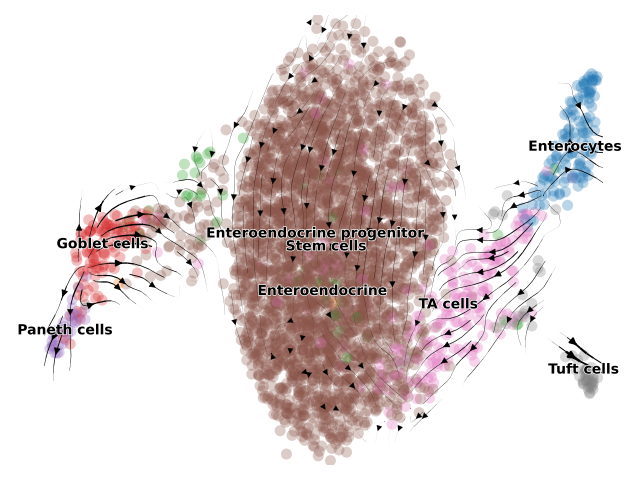 Enterocytes
Enteroendocrine progenitor
Goblet cells
Stem cells
Enteroendocrine
TA cells
Paneth cells
Tuft cells